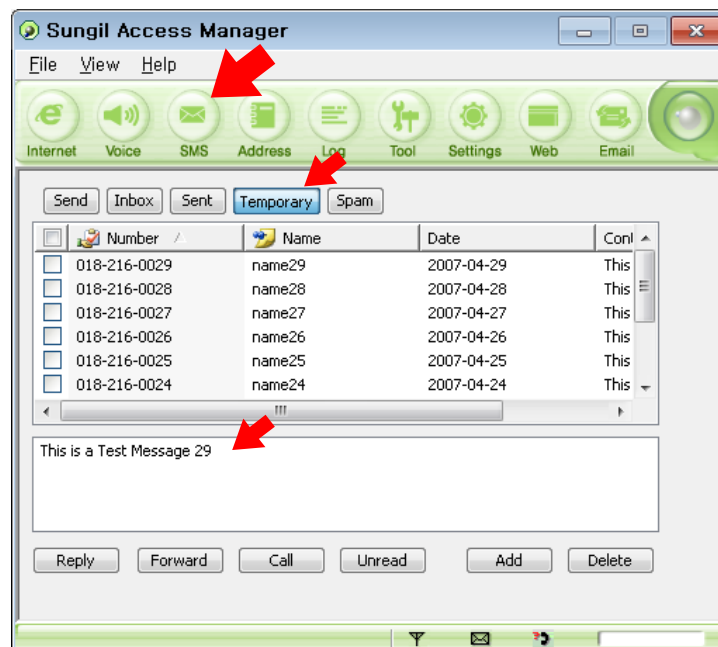 Sungil Access Manager
File View Help
Internet Voice SMS Address Log Tool Settings Web Email
Send Inbox Sent Temporary Spam
Number Name Date Cont
018-216-0029 name29 2007-04-29 This
018-216-0028 name28 2007-04-28 This
018-216-0027 name27 2007-04-27 This
018-216-0026 name26 2007-04-26 This
018-216-0025 name25 2007-04-25 This
018-216-0024 name24 2007-04-24 This
This is a Test Message 29
Reply Forward Call Unread Add Delete